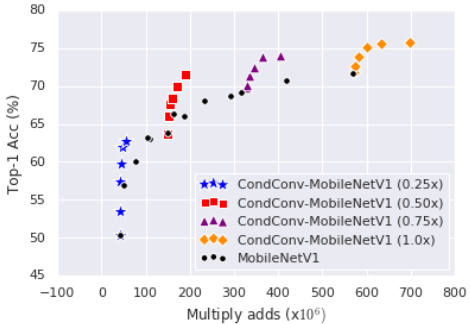 80
75
70
65
60
55
50
45
Top-1 Acc (%)
CondConv-MobileNetV1 (0.25x)
CondConv-MobileNetV1 (0.50x)
CondConv-MobileNetV1 (0.75x)
CondConv-MobileNetV1 (1.0x)
MobileNetV1
−100 0 100 200 300 400 500 600 700 800
Multiply adds (x10⁶)